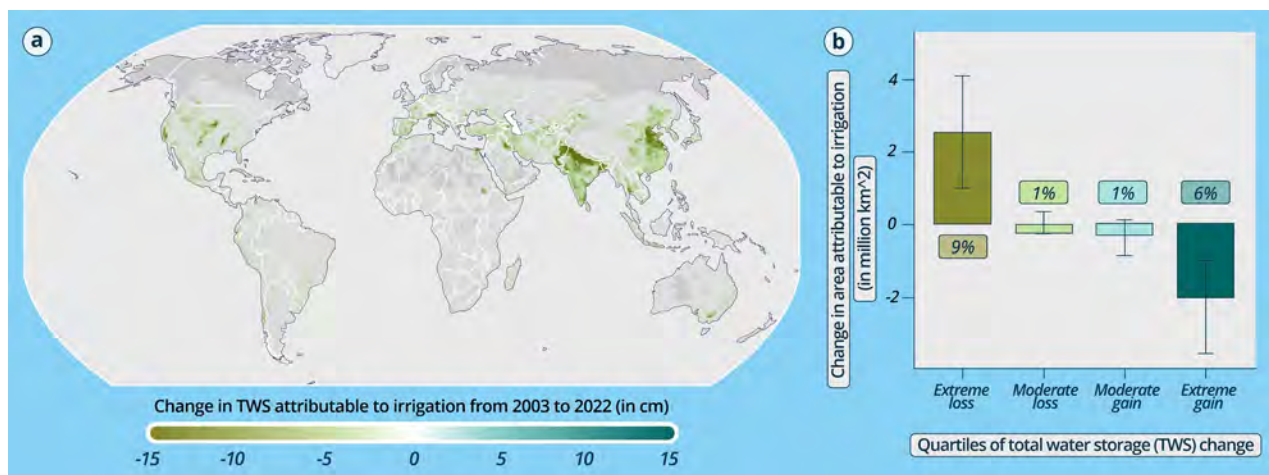 a
Change in TWS attributable to irrigation from 2003 to 2022 (in cm)
-15 -10 -5 0 5 10 15
b
Change in area attributable to irrigation
(in million km^2)
4
2
0
-2
1% 1% 6%
9%
Extreme loss
Moderate loss
Moderate gain
Extreme gain
Quartiles of total water storage (TWS) change